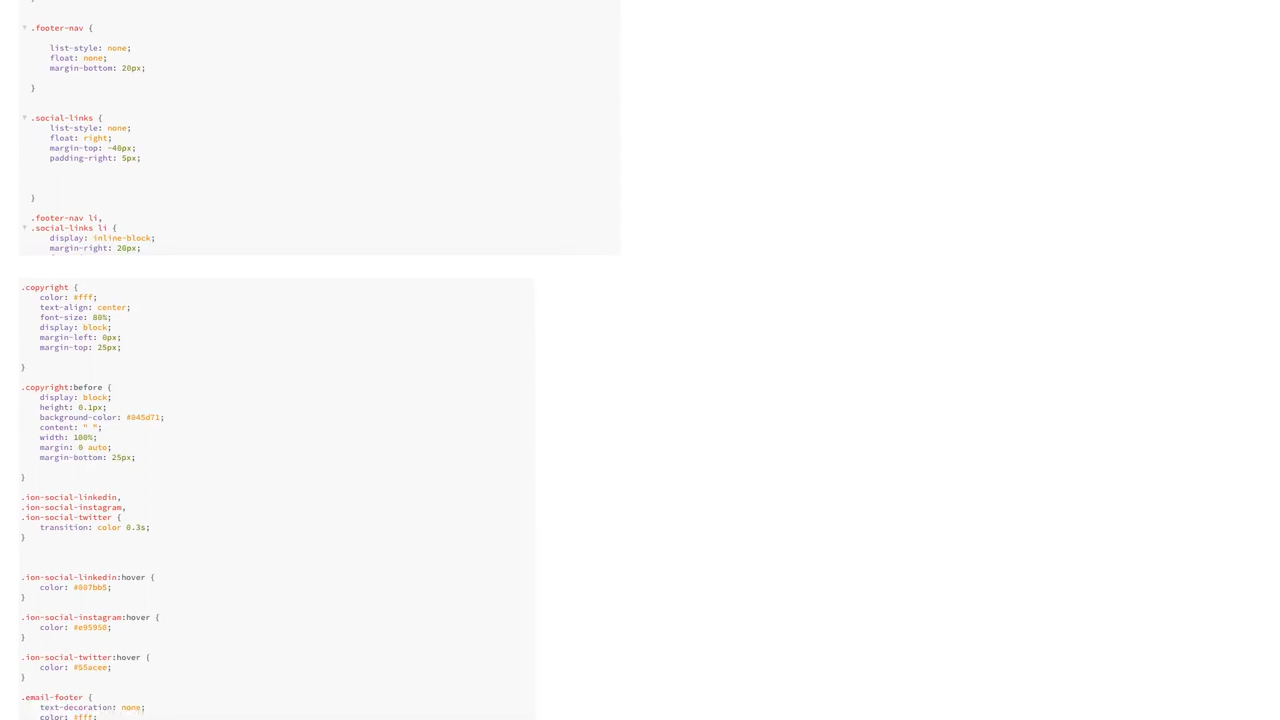 }
.footer-nav {
list-style: none;
float: none;
margin-bottom: 20px;
}
.social-links {
list-style: none;
float: right;
margin-top: -40px;
padding-right: 5px;
}
.footer-nav li,
.social-links li {
display: inline-block;
margin-right: 20px;
.copyright {
color: #fff;
text-align: center;
font-size: 80%;
display: block;
margin-left: 0px;
margin-top: 25px;
}
.copyright:before {
display: block;
height: 0.1px;
background-color: #045d71;
content: " ";
width: 100%;
margin: 0 auto;
margin-bottom: 25px;
}
.ion-social-linkedin,
.ion-social-instagram,
.ion-social-twitter {
transition: color 0.3s;
}
.ion-social-linkedin:hover {
color: #007bb5;
}
.ion-social-instagram:hover {
color: #e95950;
}
.ion-social-twitter:hover {
color: #55acee;
}
.email-footer {
text-decoration: none;
color: #fff;